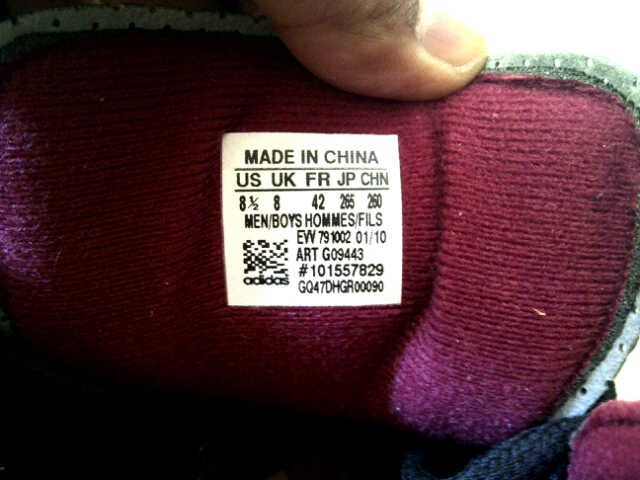 MADE IN CHINA
US UK FR JP CHN
8½ 8 42 265 260
MEN/BOYS HOMMES/FILS
EVV 791002 01/10
ART G09443
#101557829
adidas GQ47DHGR00090